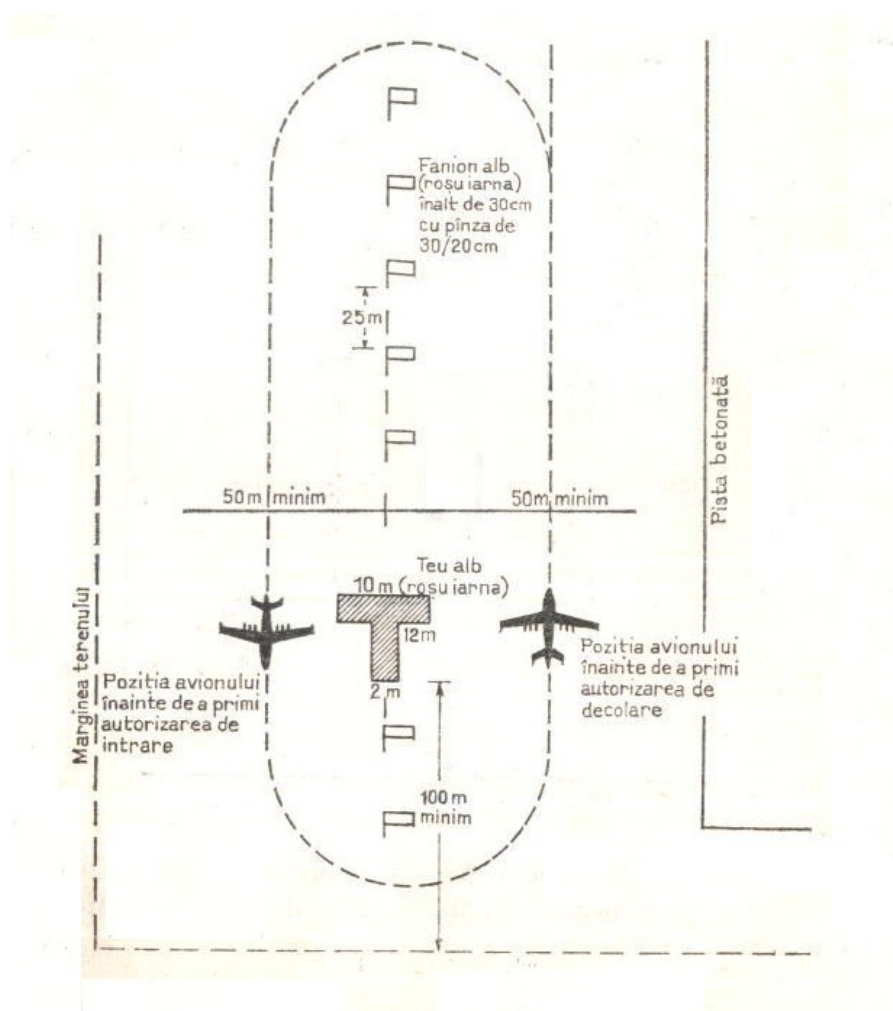 Fanion alb
(roșu iarna)
înalt de 30cm
cu pînza de
30/20cm
25m
Pista betonată
50m minim
50m minim
Teu alb
10m (roșu iarna)
12m
2m
Marginea terenului
Poziția avionului
înainte de a primi
autorizarea de
intrare
Poziția avionului
înainte de a primi
autorizarea de
decolare
100m
minim